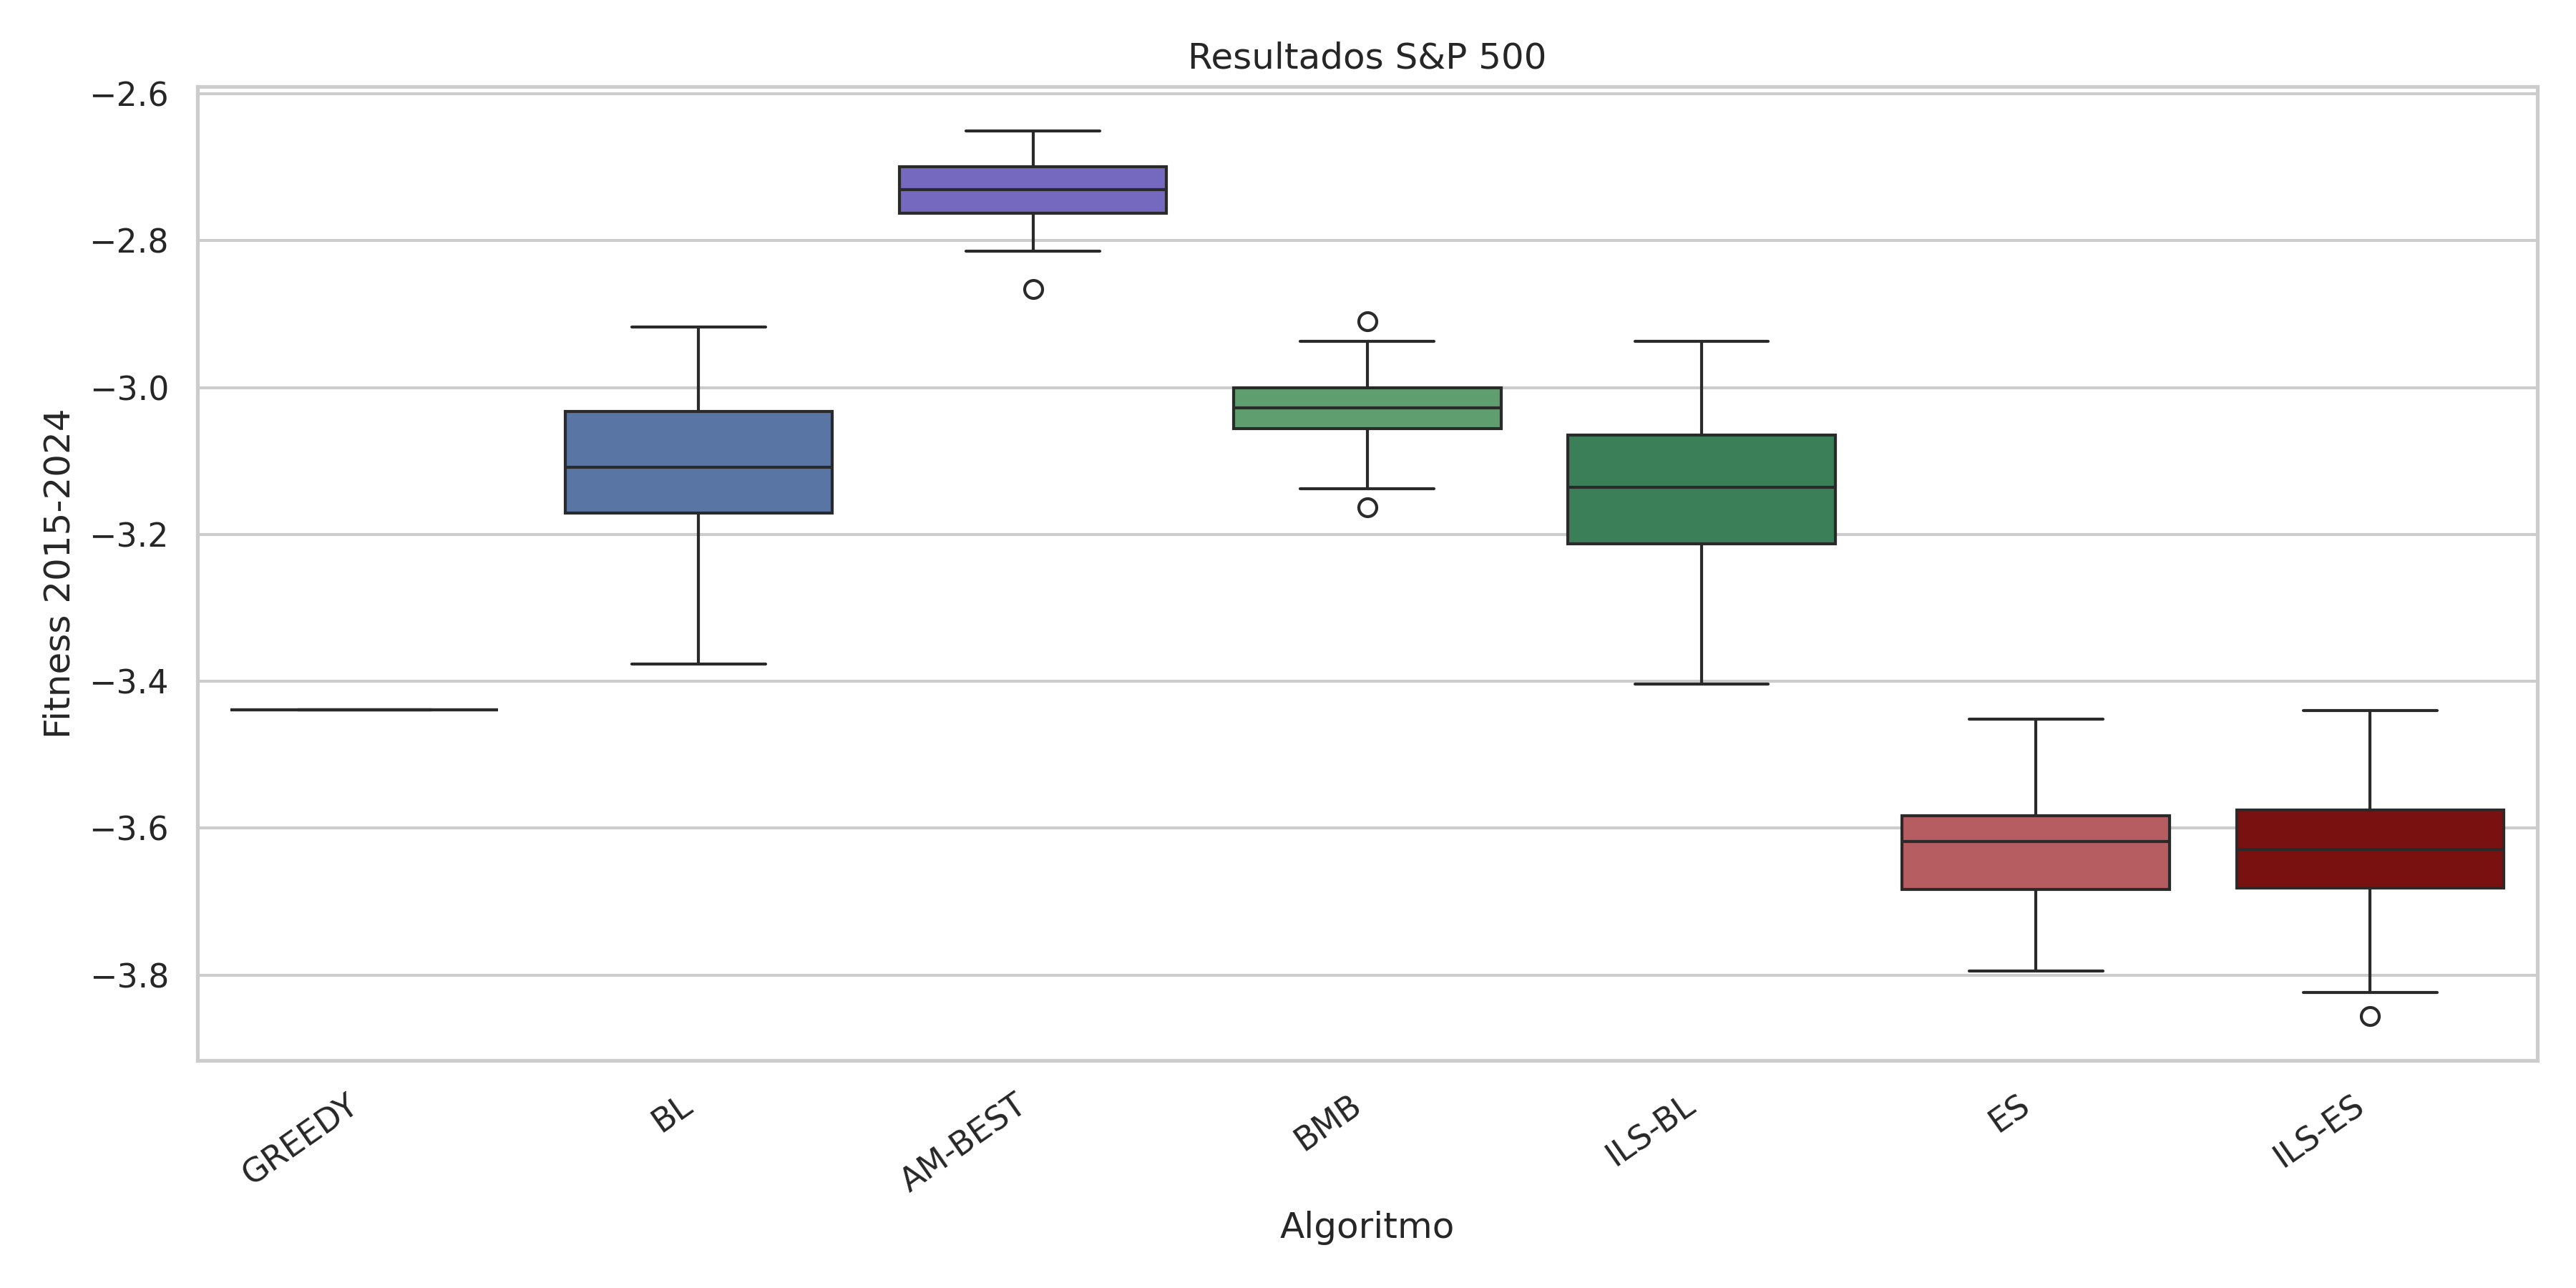 Resultados S&P 500
Fitness 2015-2024
−2.6
−2.8
−3.0
−3.2
−3.4
−3.6
−3.8
GREEDY
BL
AM-BEST
BMB
ILS-BL
ES
ILS-ES
Algoritmo